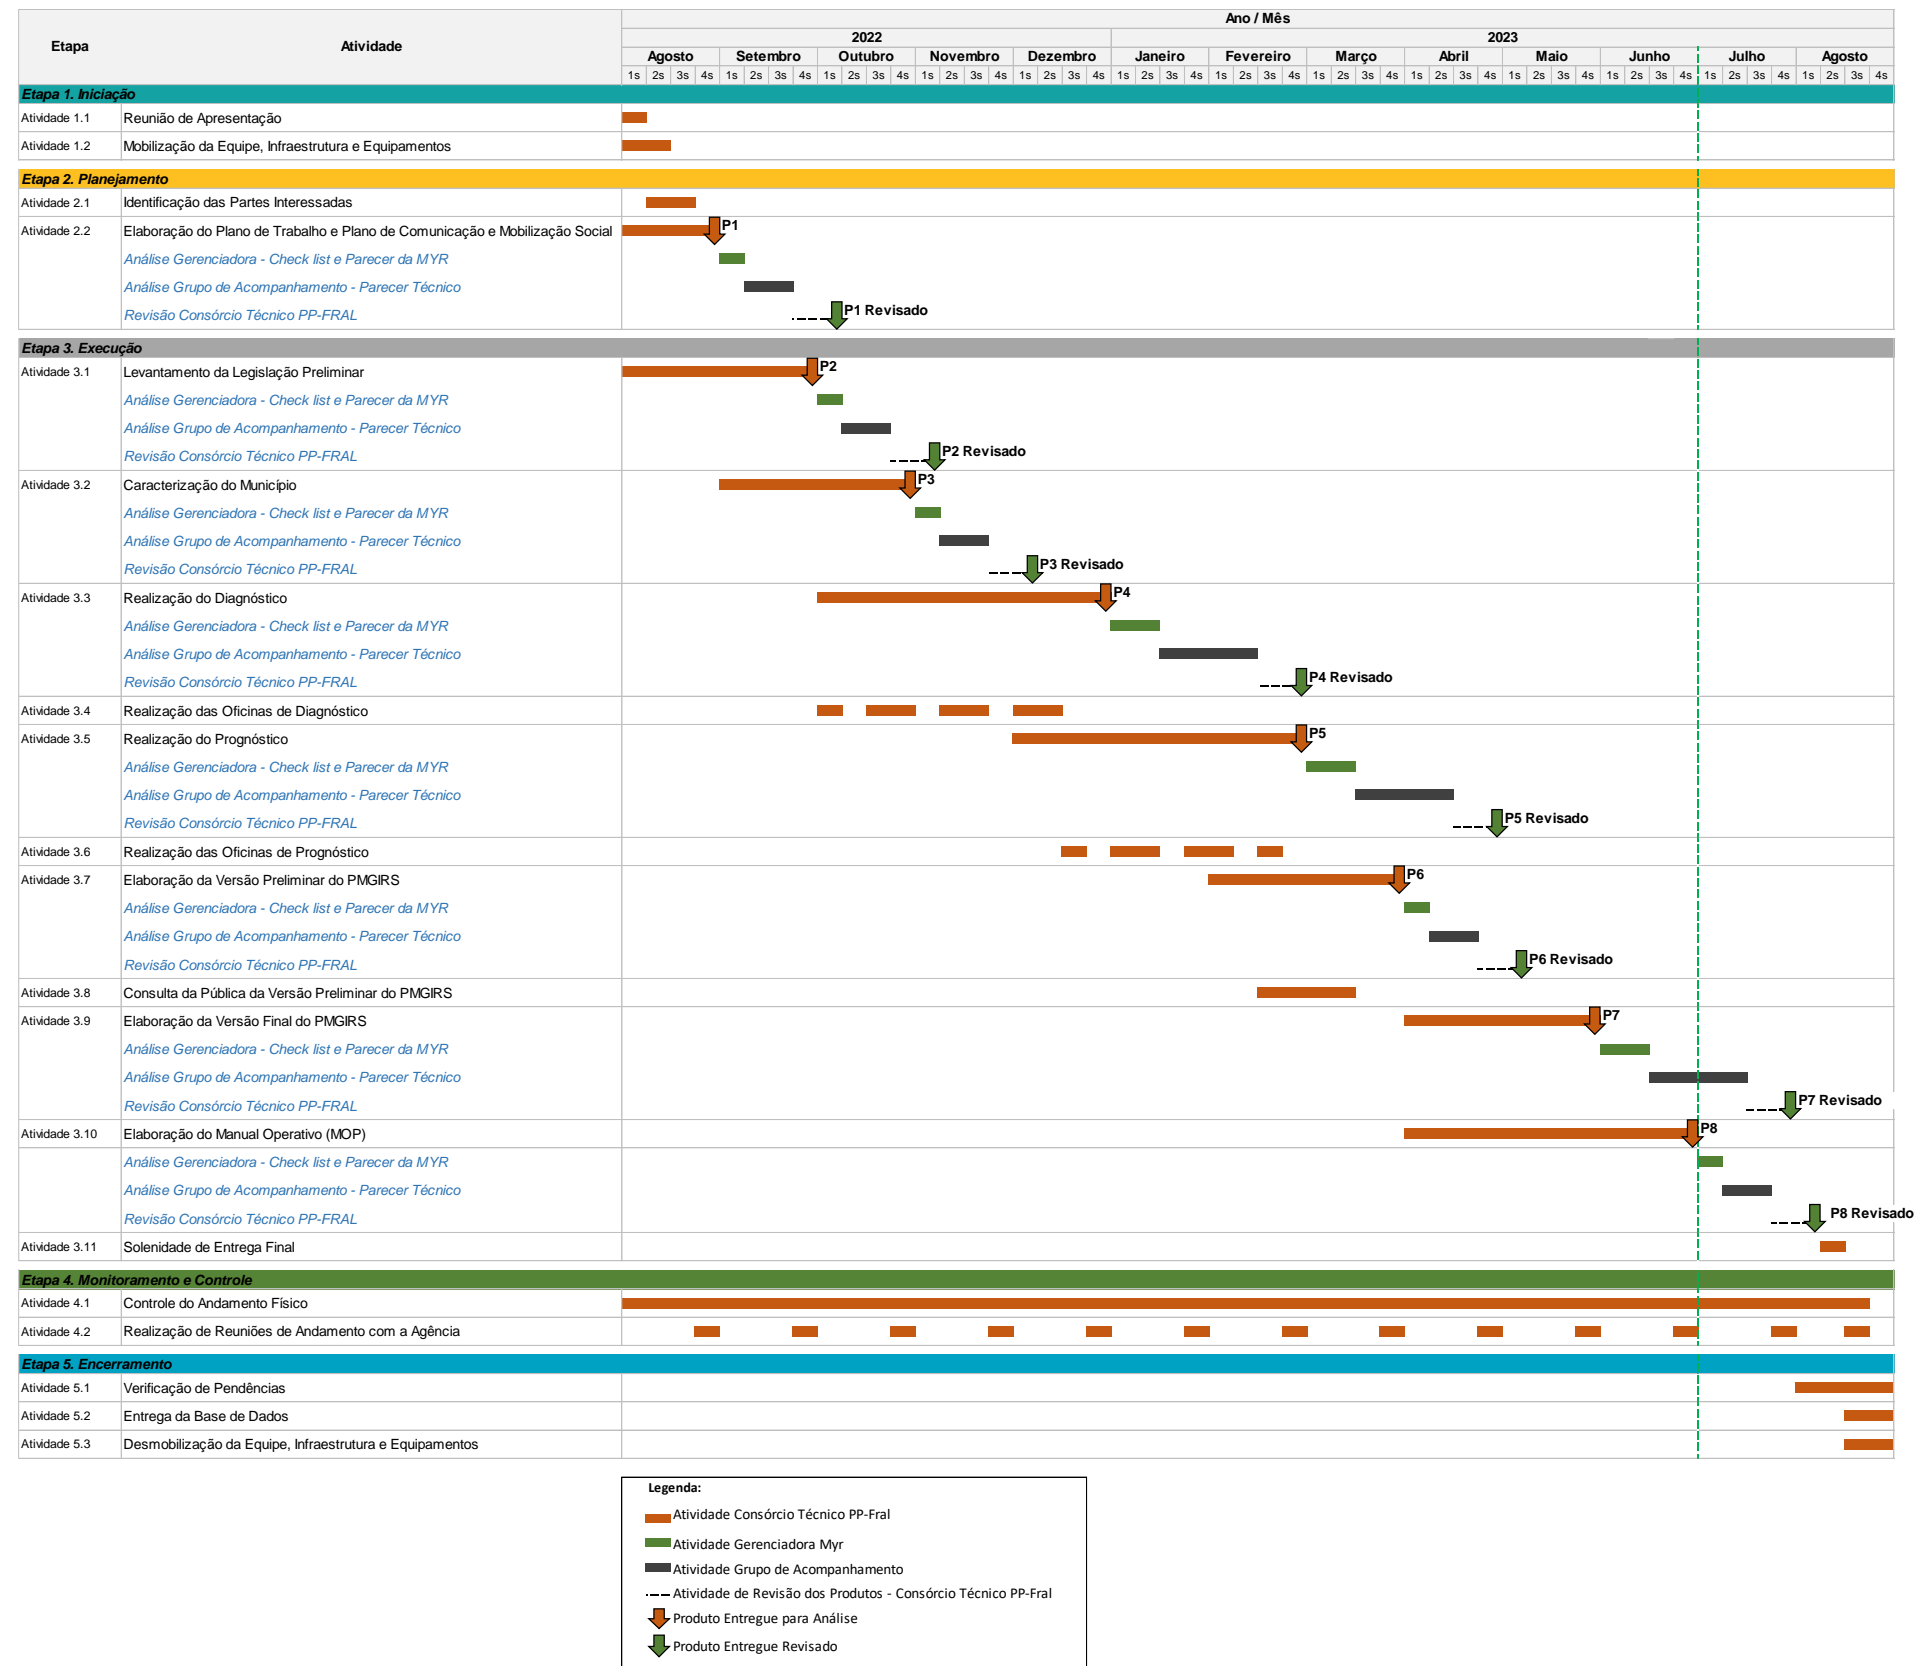 Ano / Mês
Etapa Atividade
2022 2023
Agosto Setembro Outubro Novembro Dezembro Janeiro Fevereiro Março Abril Maio Junho Julho Agosto
1s 2s 3s 4s 1s 2s 3s 4s 1s 2s 3s 4s 1s 2s 3s 4s 1s 2s 3s 4s 1s 2s 3s 4s 1s 2s 3s 4s 1s 2s 3s 4s 1s 2s 3s 4s 1s 2s 3s 4s 1s 2s 3s 4s 1s 2s 3s 4s 1s 2s 3s 4s
Etapa 1. Iniciação
Atividade 1.1 Reunião de Apresentação
Atividade 1.2 Mobilização da Equipe, Infraestrutura e Equipamentos
Etapa 2. Planejamento
Atividade 2.1 Identificação das Partes Interessadas
Atividade 2.2 Elaboração do Plano de Trabalho e Plano de Comunicação e Mobilização Social P1
Análise Gerenciadora - Check list e Parecer da MYR
Análise Grupo de Acompanhamento - Parecer Técnico
Revisão Consórcio Técnico PP-FRAL P1 Revisado
Etapa 3. Execução
Atividade 3.1 Levantamento da Legislação Preliminar P2
Análise Gerenciadora - Check list e Parecer da MYR
Análise Grupo de Acompanhamento - Parecer Técnico
Revisão Consórcio Técnico PP-FRAL P2 Revisado
Atividade 3.2 Caracterização do Município P3
Análise Gerenciadora - Check list e Parecer da MYR
Análise Grupo de Acompanhamento - Parecer Técnico
Revisão Consórcio Técnico PP-FRAL P3 Revisado
Atividade 3.3 Realização do Diagnóstico P4
Análise Gerenciadora - Check list e Parecer da MYR
Análise Grupo de Acompanhamento - Parecer Técnico
Revisão Consórcio Técnico PP-FRAL P4 Revisado
Atividade 3.4 Realização das Oficinas de Diagnóstico
Atividade 3.5 Realização do Prognóstico P5
Análise Gerenciadora - Check list e Parecer da MYR
Análise Grupo de Acompanhamento - Parecer Técnico
Revisão Consórcio Técnico PP-FRAL P5 Revisado
Atividade 3.6 Realização das Oficinas de Prognóstico
Atividade 3.7 Elaboração da Versão Preliminar do PMGIRS P6
Análise Gerenciadora - Check list e Parecer da MYR
Análise Grupo de Acompanhamento - Parecer Técnico
Revisão Consórcio Técnico PP-FRAL P6 Revisado
Atividade 3.8 Consulta da Pública da Versão Preliminar do PMGIRS
Atividade 3.9 Elaboração da Versão Final do PMGIRS P7
Análise Gerenciadora - Check list e Parecer da MYR
Análise Grupo de Acompanhamento - Parecer Técnico
Revisão Consórcio Técnico PP-FRAL P7 Revisado
Atividade 3.10 Elaboração do Manual Operativo (MOP) P8
Análise Gerenciadora - Check list e Parecer da MYR
Análise Grupo de Acompanhamento - Parecer Técnico
Revisão Consórcio Técnico PP-FRAL P8 Revisado
Atividade 3.11 Solenidade de Entrega Final
Etapa 4. Monitoramento e Controle
Atividade 4.1 Controle do Andamento Físico
Atividade 4.2 Realização de Reuniões de Andamento com a Agência
Etapa 5. Encerramento
Atividade 5.1 Verificação de Pendências
Atividade 5.2 Entrega da Base de Dados
Atividade 5.3 Desmobilização da Equipe, Infraestrutura e Equipamentos
Legenda:
Atividade Consórcio Técnico PP-Fral
Atividade Gerenciadora Myr
Atividade Grupo de Acompanhamento
Atividade de Revisão dos Produtos - Consórcio Técnico PP-Fral
Produto Entregue para Análise
Produto Entregue Revisado